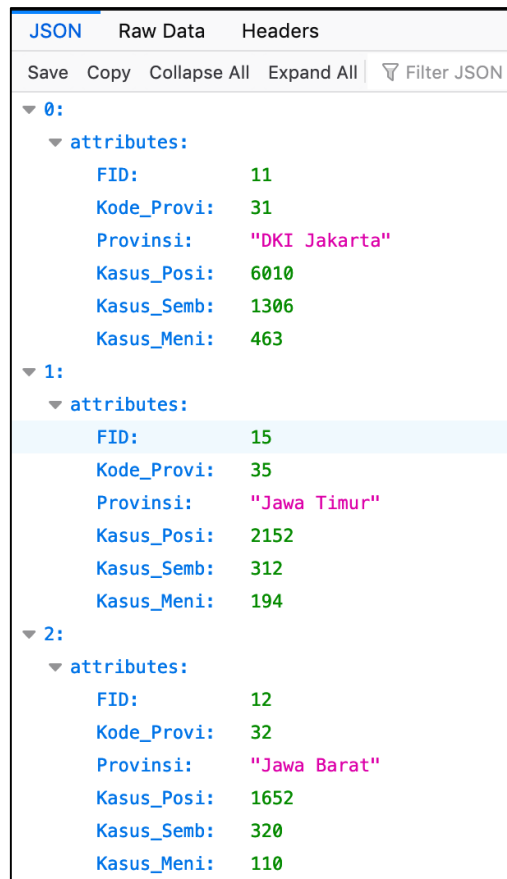 JSON Raw Data Headers
Save Copy Collapse All Expand All Filter JSON
0:
attributes:
FID: 11
Kode_Provi: 31
Provinsi: "DKI Jakarta"
Kasus_Posi: 6010
Kasus_Semb: 1306
Kasus_Meni: 463
1:
attributes:
FID: 15
Kode_Provi: 35
Provinsi: "Jawa Timur"
Kasus_Posi: 2152
Kasus_Semb: 312
Kasus_Meni: 194
2:
attributes:
FID: 12
Kode_Provi: 32
Provinsi: "Jawa Barat"
Kasus_Posi: 1652
Kasus_Semb: 320
Kasus_Meni: 110